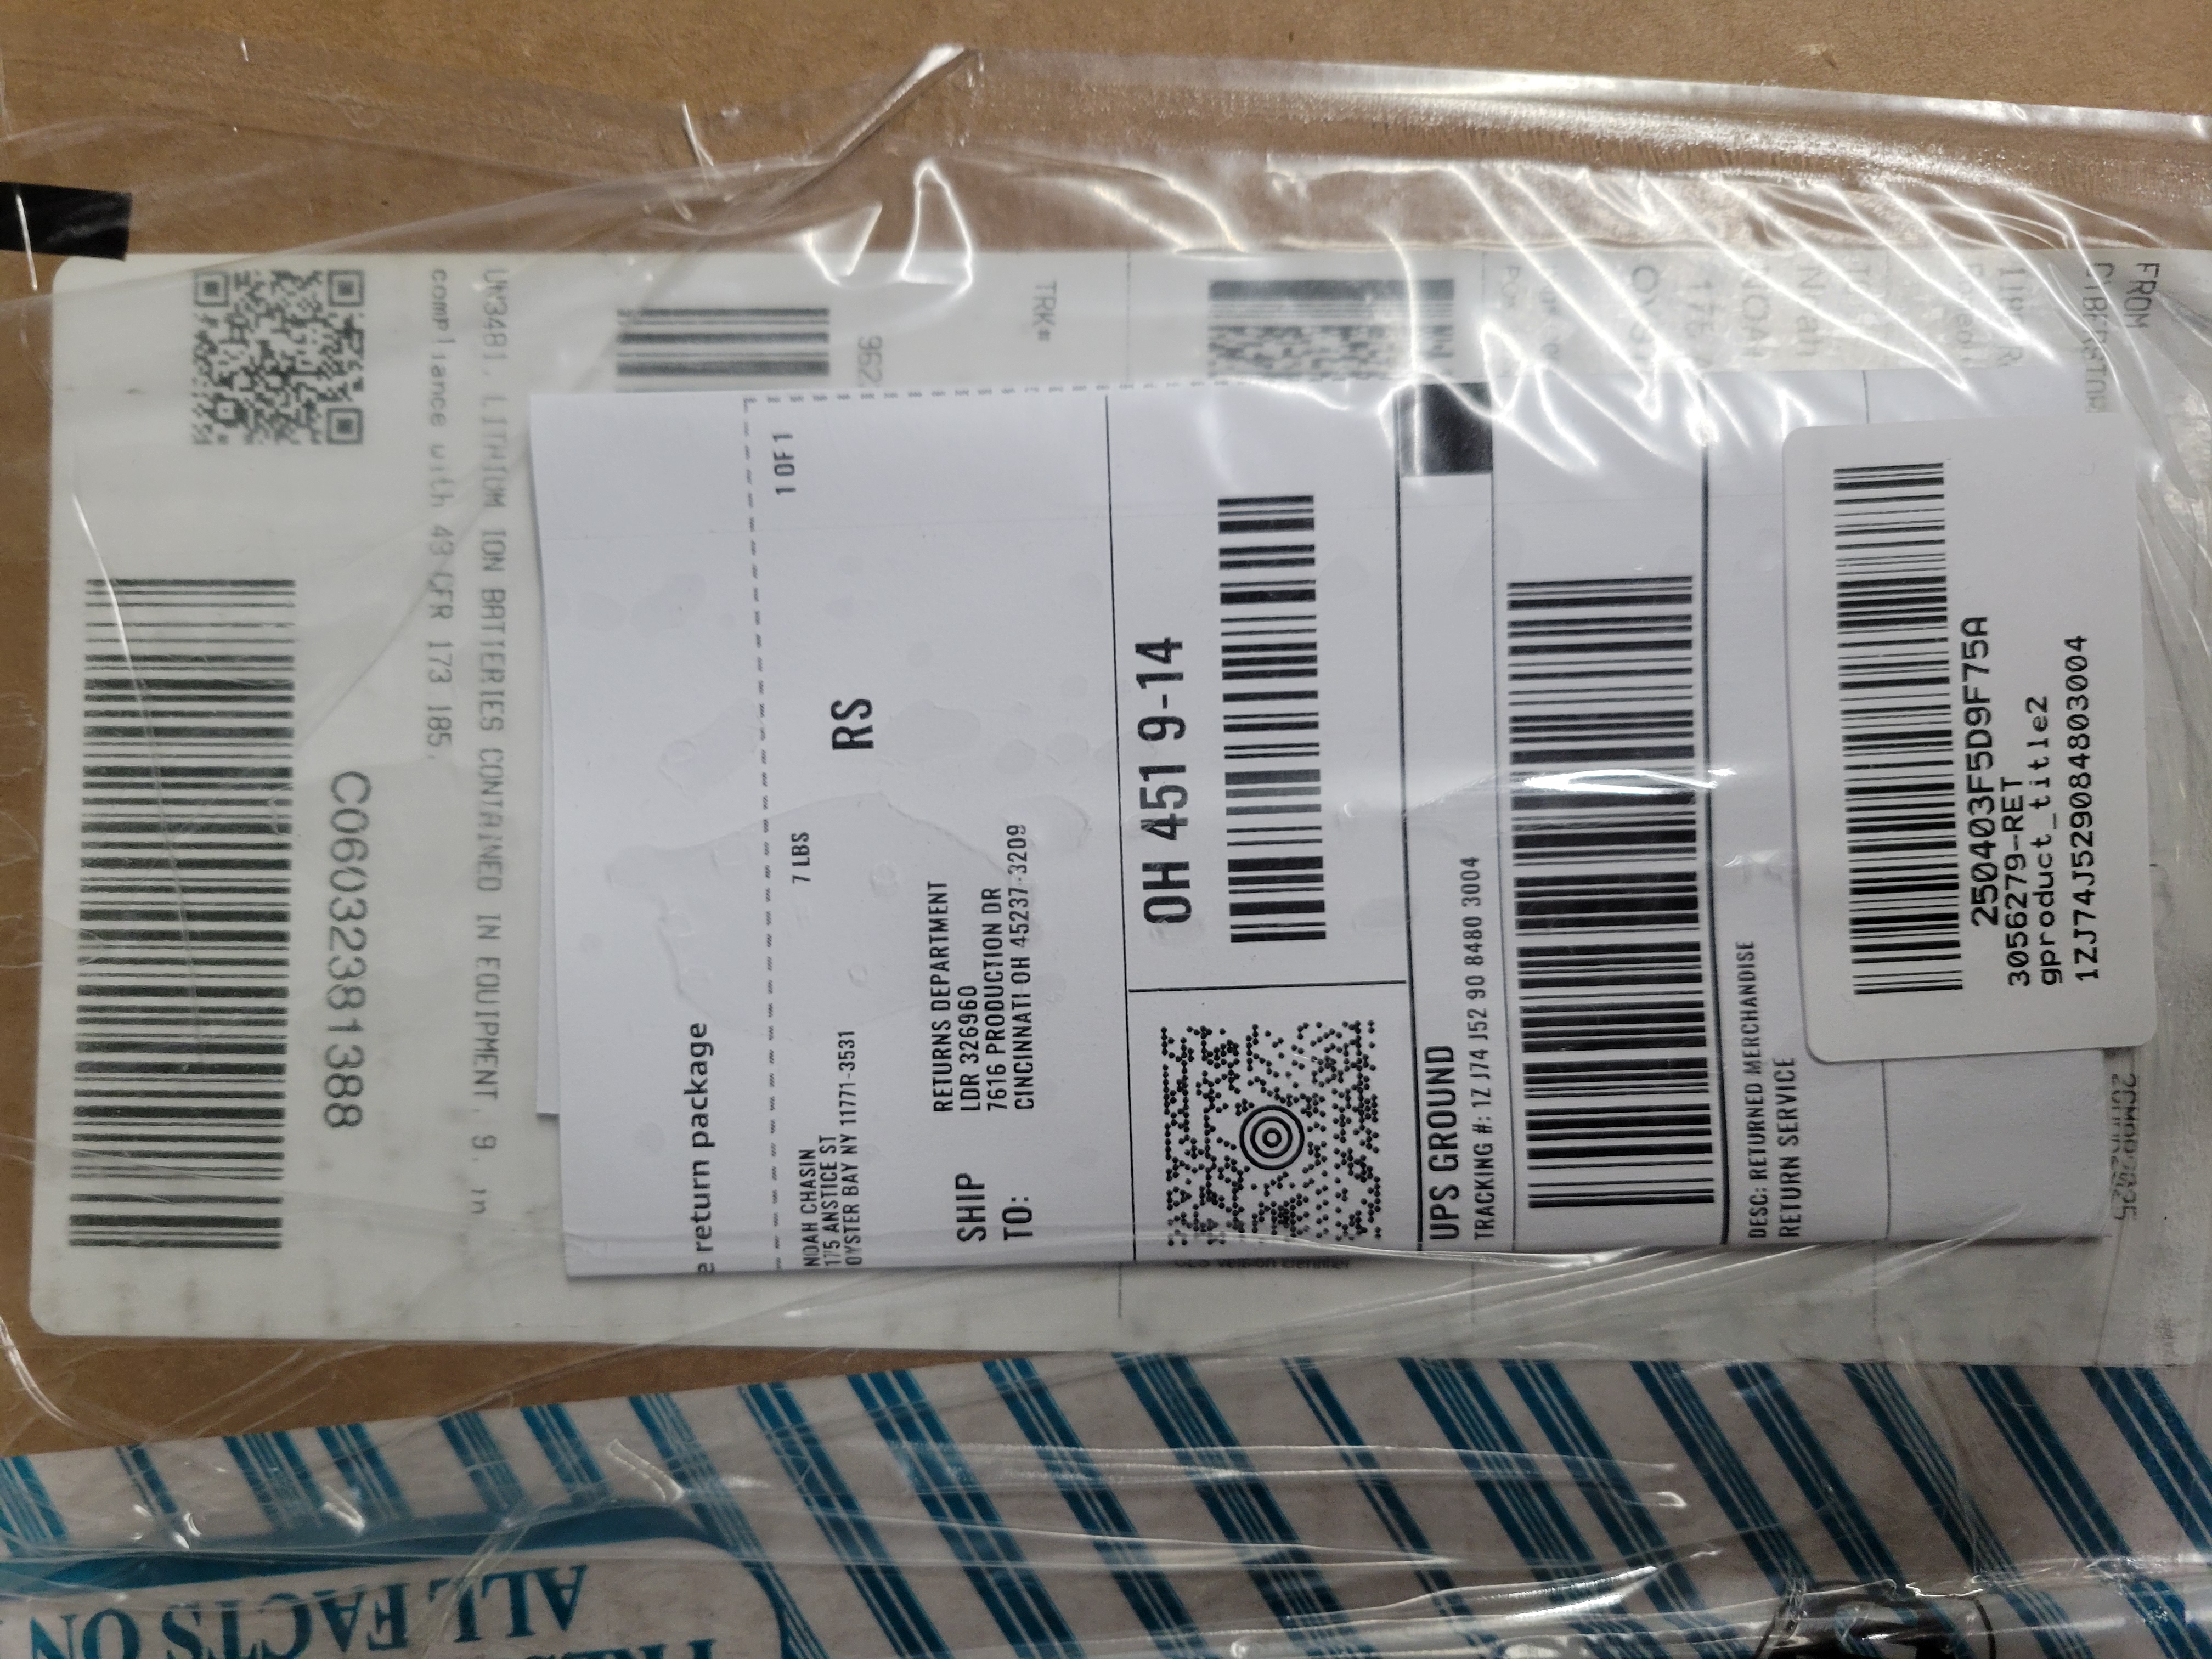 e return package
1 OF 1
7 LBS
NOAH CHASIN
175 ANSTICE ST
OYSTER BAY NY 11771-3531
RS
SHIP
TO:
RETURNS DEPARTMENT
LDR 326960
7616 PRODUCTION DR
CINCINNATI OH 45237-3209
OH 451 9-14
UPS GROUND
TRACKING #: 1Z J74 J52 90 8480 3004
DESC: RETURNED MERCHANDISE
RETURN SERVICE
250403F5D9F75A
3056279-RET
gproduct_title2
1ZJ74J529084803004
FROM
TRK#
962
UN3481, LITHIUM ION BATTERIES CONTAINED IN EQUIPMENT, 9, in
compliance with 49 CFR 173 185.
C06032381388
ALL FACTS ON